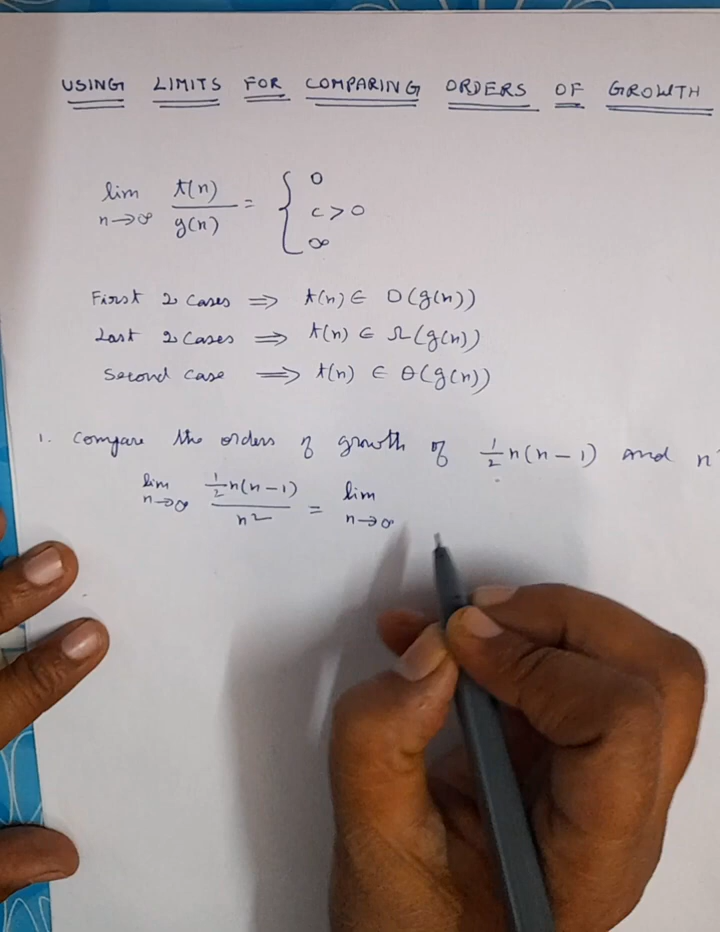 USING LIMITS FOR COMPARING ORDERS OF GROWTH
lim n→∞ t(n)/g(n) = { 0
c > 0
∞
First 2 cases ⇒ t(n) ∈ O(g(n))
Last 2 cases ⇒ t(n) ∈ Ω(g(n))
Second case ⇒ t(n) ∈ θ(g(n))
1. Compare the orders of growth of ½n(n−1) and n²
lim n→∞ ½n(n−1)/n² = lim n→∞